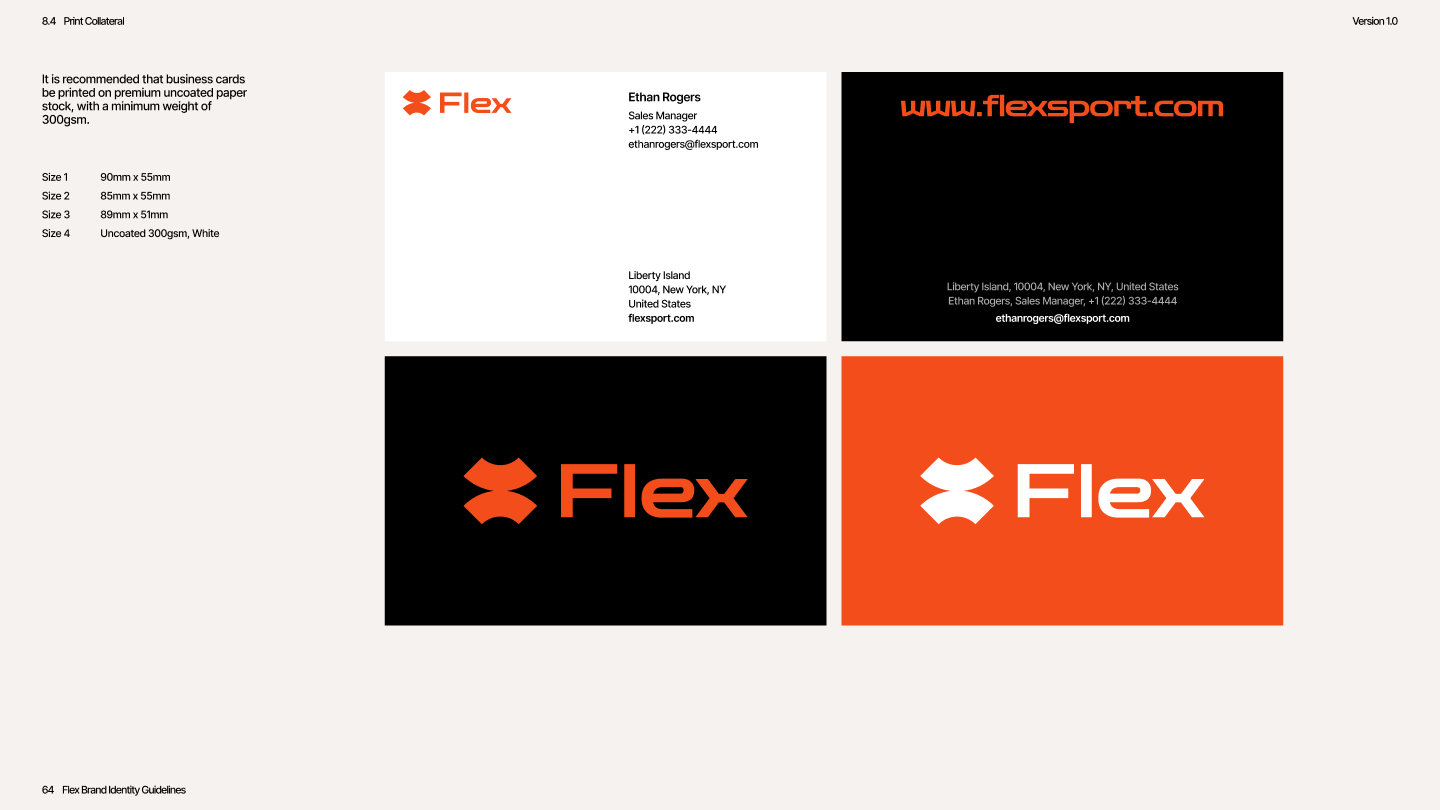 8.4 Print Collateral
Version 1.0
It is recommended that business cards
be printed on premium uncoated paper
stock, with a minimum weight of
300gsm.
Size 1 90mm x 55mm
Size 2 85mm x 55mm
Size 3 89mm x 51mm
Size 4 Uncoated 300gsm, White
Flex
Ethan Rogers
Sales Manager
+1 (222) 333-4444
ethanrogers@flexsport.com
Liberty Island
10004, New York, NY
United States
flexsport.com
www.flexsport.com
Liberty Island, 10004, New York, NY, United States
Ethan Rogers, Sales Manager, +1 (222) 333-4444
ethanrogers@flexsport.com
Flex
Flex
64 Flex Brand Identity Guidelines